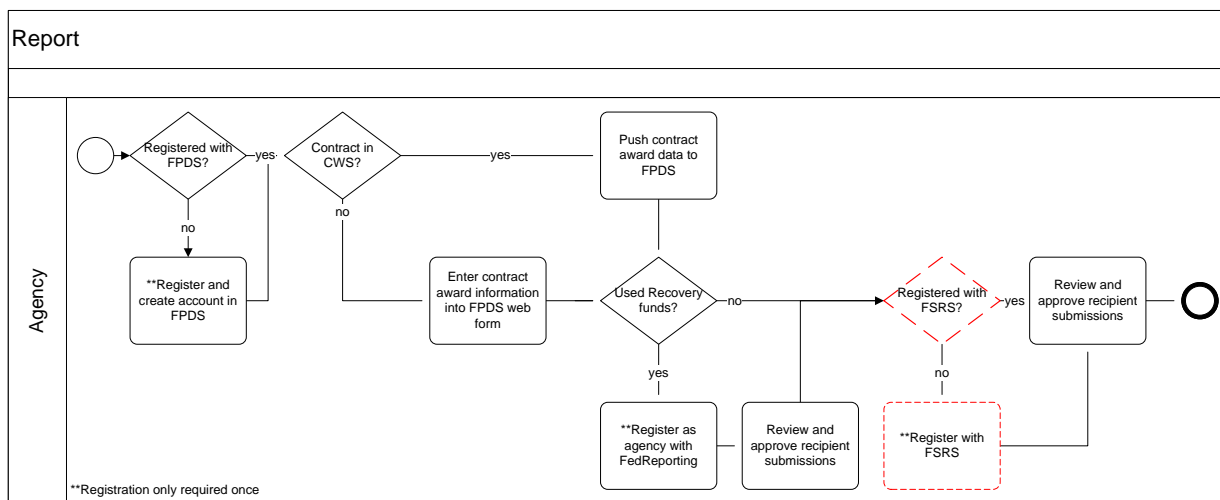 Report
Agency
Registered with
FPDS?
yes
no
**Register and
create account in
FPDS
Contract in
CWS?
yes
no
Push contract
award data to
FPDS
Enter contract
award information
into FPDS web
form
Used Recovery
funds?
no
yes
**Register as
agency with
FedReporting
Review and
approve recipient
submissions
Registered with
FSRS?
yes
no
**Register with
FSRS
Review and
approve recipient
submissions
**Registration only required once